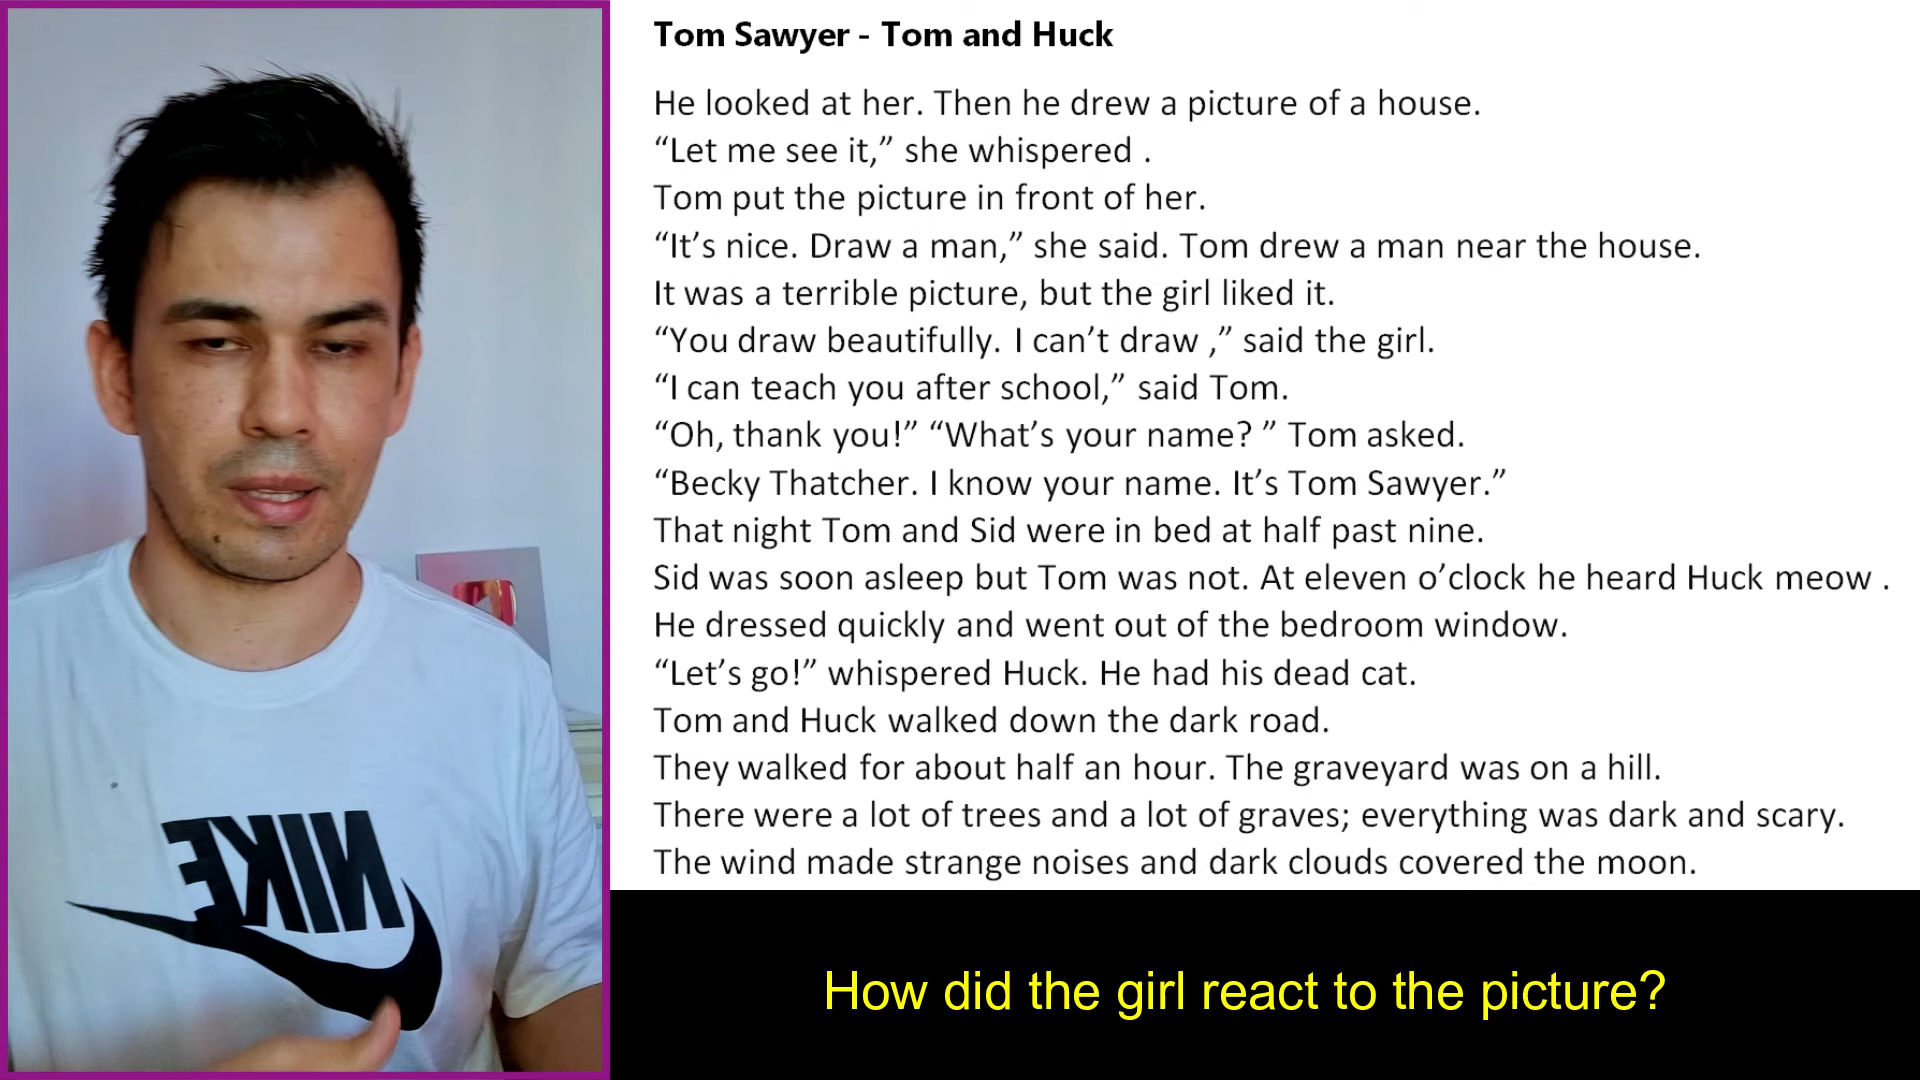 Tom Sawyer - Tom and Huck
He looked at her. Then he drew a picture of a house.
“Let me see it,” she whispered .
Tom put the picture in front of her.
“It’s nice. Draw a man,” she said. Tom drew a man near the house.
It was a terrible picture, but the girl liked it.
“You draw beautifully. I can’t draw ,” said the girl.
“I can teach you after school,” said Tom.
“Oh, thank you!” “What’s your name? ” Tom asked.
“Becky Thatcher. I know your name. It’s Tom Sawyer.”
That night Tom and Sid were in bed at half past nine.
Sid was soon asleep but Tom was not. At eleven o’clock he heard Huck meow .
He dressed quickly and went out of the bedroom window.
“Let’s go!” whispered Huck. He had his dead cat.
Tom and Huck walked down the dark road.
They walked for about half an hour. The graveyard was on a hill.
There were a lot of trees and a lot of graves; everything was dark and scary.
The wind made strange noises and dark clouds covered the moon.
How did the girl react to the picture?
NIKE